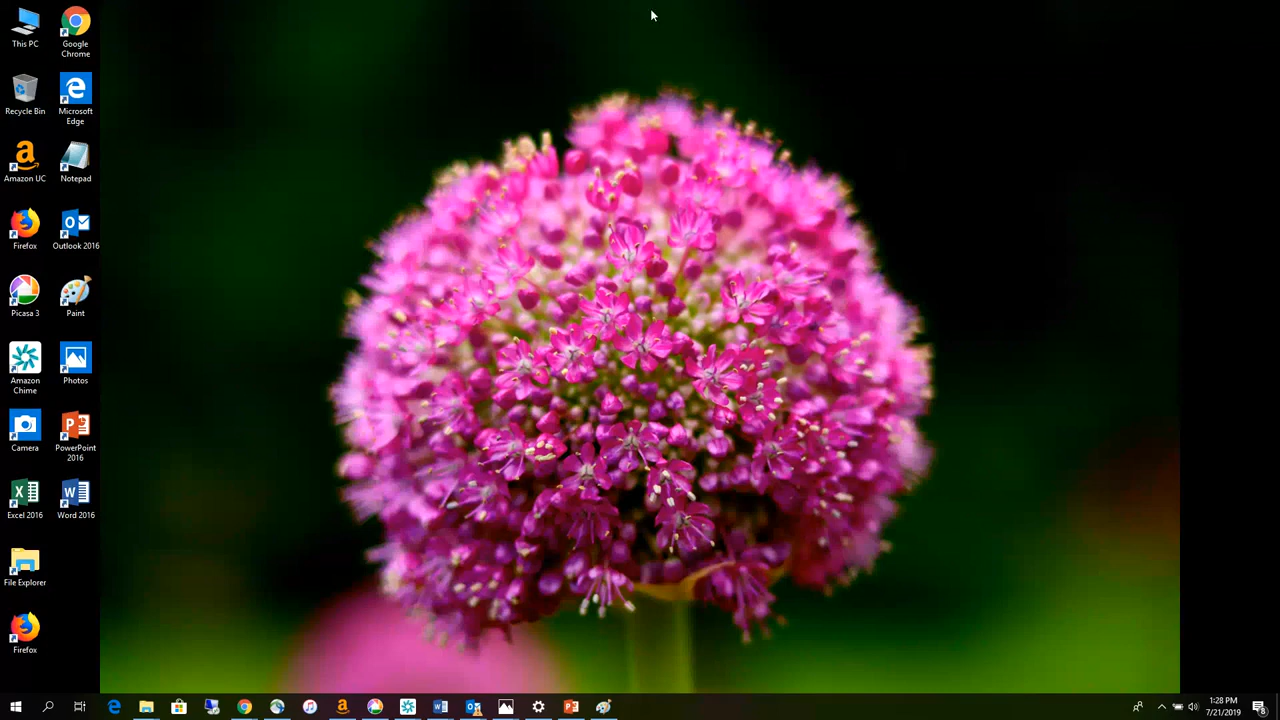 This PC
Google
Chrome
Recycle Bin
Microsoft
Edge
Amazon UC
Notepad
Firefox
Outlook 2016
Picasa 3
Paint
Amazon
Chime
Photos
Camera
PowerPoint
2016
Excel 2016
Word 2016
File Explorer
Firefox
1:28 PM
7/21/2019
8